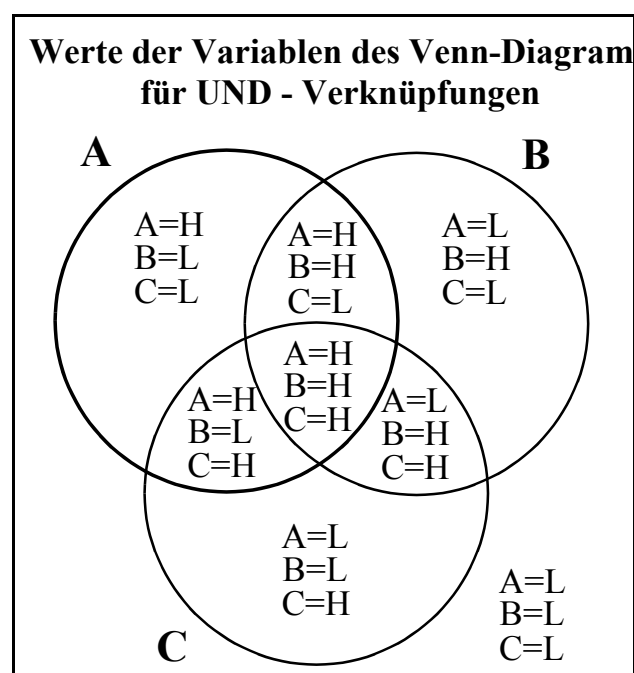 Werte der Variablen des Venn-Diagram
für UND - Verknüpfungen
A
B
A=H
B=L
C=L
A=H
B=H
C=L
A=L
B=H
C=L
A=H
B=H
C=H
A=H
B=L
C=H
A=L
B=H
C=H
A=L
B=L
C=H
A=L
B=L
C=L
C